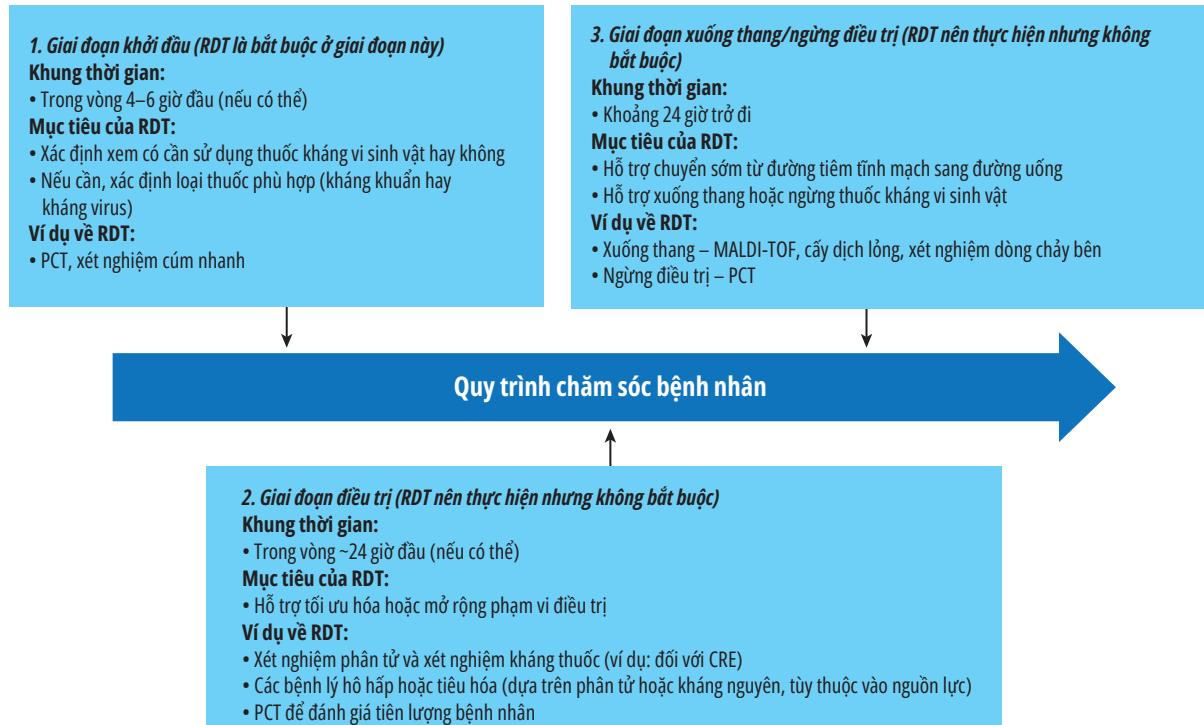 1. Giai đoạn khởi đầu (RDT là bắt buộc ở giai đoạn này)
Khung thời gian:
• Trong vòng 4–6 giờ đầu (nếu có thể)
Mục tiêu của RDT:
• Xác định xem có cần sử dụng thuốc kháng vi sinh vật hay không
• Nếu cần, xác định loại thuốc phù hợp (kháng khuẩn hay
kháng virus)
Ví dụ về RDT:
• PCT, xét nghiệm cúm nhanh
3. Giai đoạn xuống thang/ngừng điều trị (RDT nên thực hiện nhưng không
bắt buộc)
Khung thời gian:
• Khoảng 24 giờ trở đi
Mục tiêu của RDT:
• Hỗ trợ chuyển sớm từ đường tiêm tĩnh mạch sang đường uống
• Hỗ trợ xuống thang hoặc ngừng thuốc kháng vi sinh vật
Ví dụ về RDT:
• Xuống thang – MALDI-TOF, cấy dịch lỏng, xét nghiệm dòng chảy bên
• Ngừng điều trị – PCT
Quy trình chăm sóc bệnh nhân
2. Giai đoạn điều trị (RDT nên thực hiện nhưng không bắt buộc)
Khung thời gian:
• Trong vòng ~24 giờ đầu (nếu có thể)
Mục tiêu của RDT:
• Hỗ trợ tối ưu hóa hoặc mở rộng phạm vi điều trị
Ví dụ về RDT:
• Xét nghiệm phân tử và xét nghiệm kháng thuốc (ví dụ: đối với CRE)
• Các bệnh lý hô hấp hoặc tiêu hóa (dựa trên phân tử hoặc kháng nguyên, tùy thuộc vào nguồn lực)
• PCT để đánh giá tiên lượng bệnh nhân